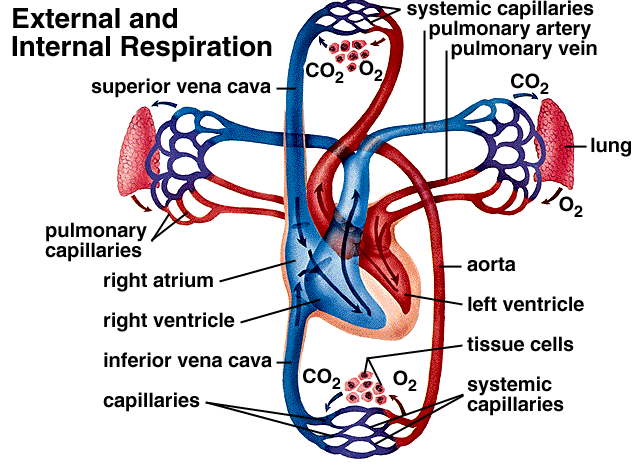 External and
Internal Respiration
systemic capillaries
pulmonary artery
pulmonary vein
CO2
O2
superior vena cava
CO2
lung
O2
pulmonary
capillaries
right atrium
aorta
left ventricle
right ventricle
tissue cells
inferior vena cava
CO2
O2
systemic
capillaries
capillaries